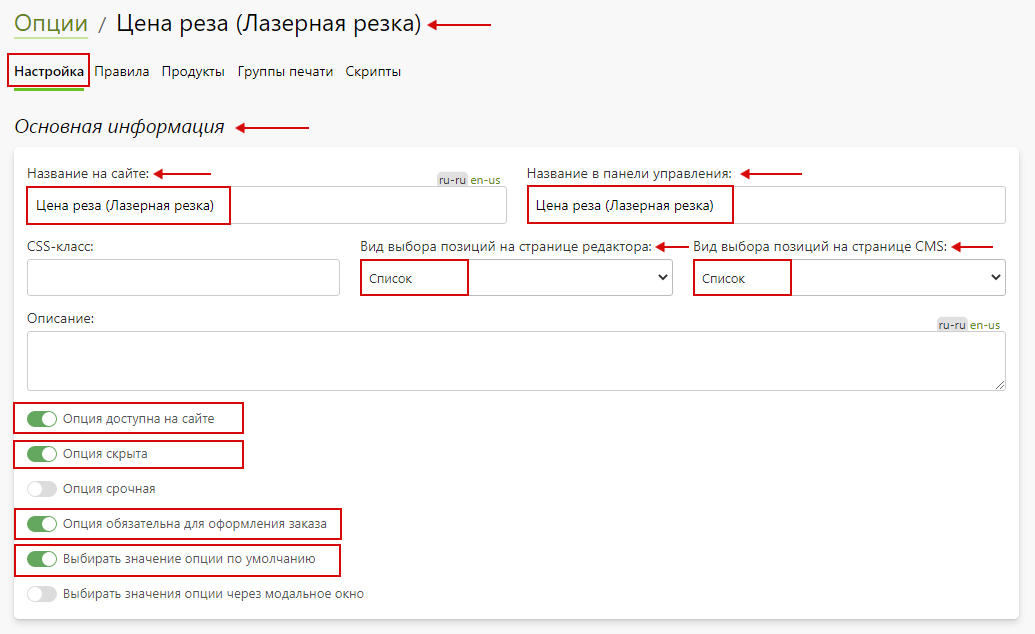 Опции / Цена реза (Лазерная резка)
Настройка Правила Продукты Группы печати Скрипты
Основная информация
Название на сайте: ru-ru en-us Название в панели управления:
Цена реза (Лазерная резка) Цена реза (Лазерная резка)
CSS-класс: Вид выбора позиций на странице редактора: Вид выбора позиций на странице CMS:
Список Список
Описание: ru-ru en-us
Опция доступна на сайте
Опция скрыта
Опция срочная
Опция обязательна для оформления заказа
Выбирать значение опции по умолчанию
Выбирать значения опции через модальное окно